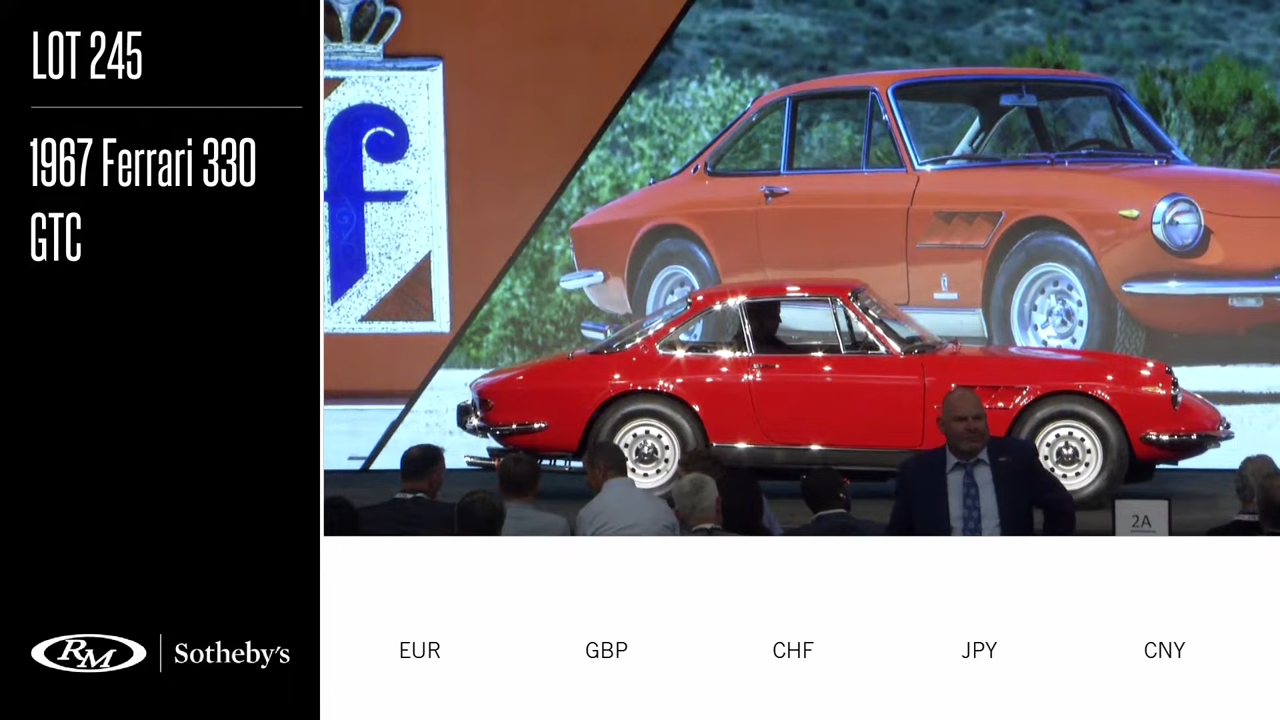 LOT 245
1967 Ferrari 330
GTC
f
2A
RM Sotheby's
EUR GBP CHF JPY CNY